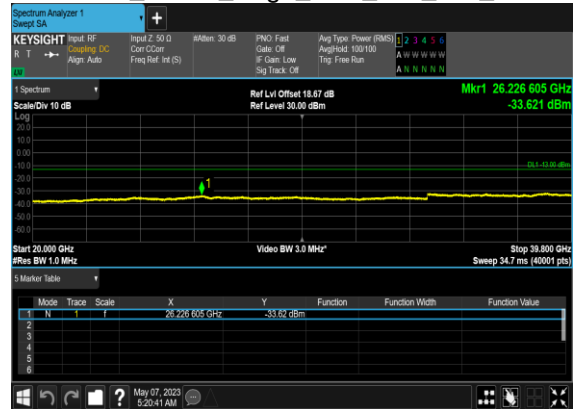 Spectrum Analyzer 1
Swept SA
+
KEYSIGHT Input: RF Input Z: 50 Ω #Atten: 30 dB PNO: Fast Avg Type: Power (RMS) 1 2 3 4 5 6
R T Coupling: DC Corr CCorr Gate: Off Avg|Hold: 100/100 A W W W W W
Align: Auto Freq Ref: Int (S) IF Gain: Low Trig: Free Run
Sig Track: Off A N N N N N
1 Spectrum Ref Lvl Offset 18.67 dB Mkr1 26.226 605 GHz
Scale/Div 10 dB Ref Level 30.00 dBm -33.621 dBm
Log
20.0
10.0
0.00
-10.0
DL1 -13.00 dBm
-20.0
1
-30.0
-40.0
-50.0
-60.0
Start 20.000 GHz Video BW 3.0 MHz* Stop 39.800 GHz
#Res BW 1.0 MHz Sweep 34.7 ms (40001 pts)
5 Marker Table
Mode Trace Scale X Y Function Function Width Function Value
1 N 1 f 26.226 605 GHz -33.62 dBm
2
3
4
5
6
? May 07, 2023
5:20:41 AM